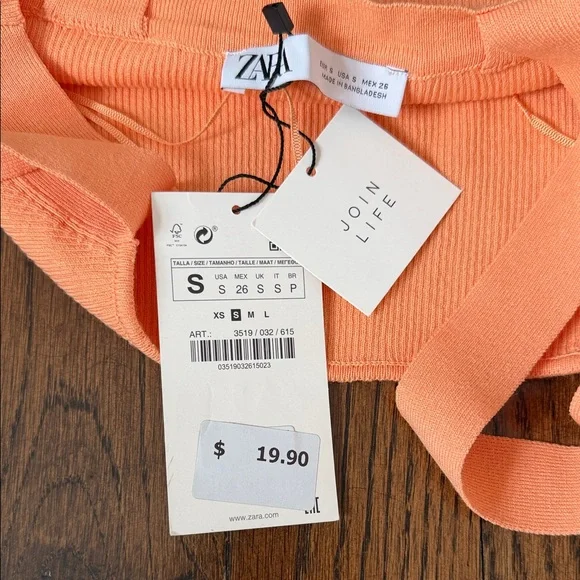 ZARA
EUR S USA S MEX 26
MADE IN BANGLADESH
JOIN
LIFE
FSC
TALLA / SIZE / TAMANHO / TAILLE / MAAT /
S
USA MEX UK IT BR
S 26 S S P
XS S M L
ART.: 3519 / 032 / 615
03519032615023
$ 19.90
www.zara.com